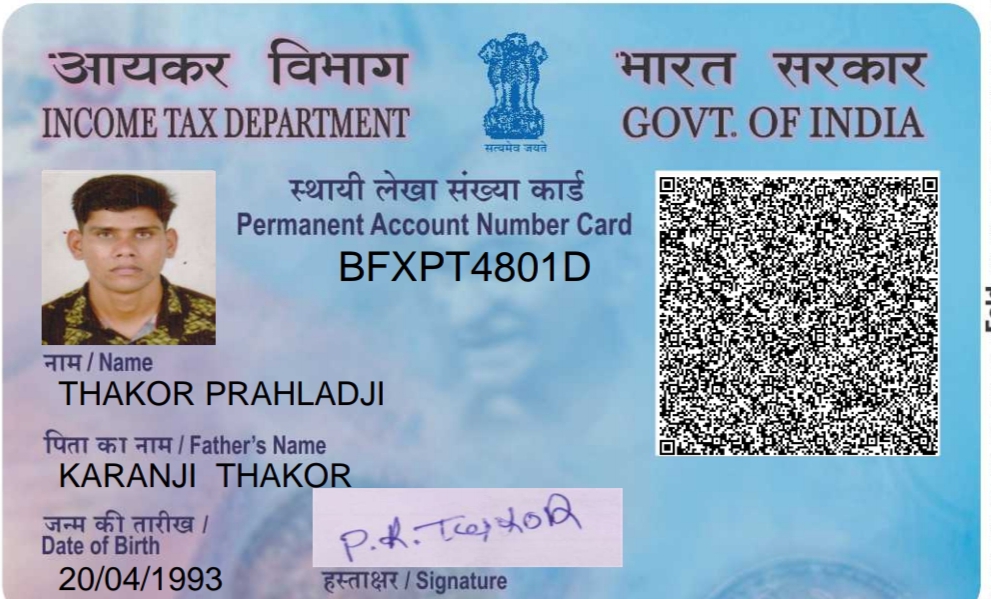 आयकर विभाग
INCOME TAX DEPARTMENT
सत्यमेव जयते
भारत सरकार
GOVT. OF INDIA
स्थायी लेखा संख्या कार्ड
Permanent Account Number Card
BFXPT4801D
नाम / Name
THAKOR PRAHLADJI
पिता का नाम / Father's Name
KARANJI THAKOR
जन्म की तारीख /
Date of Birth
20/04/1993
P.K.
हस्ताक्षर / Signature